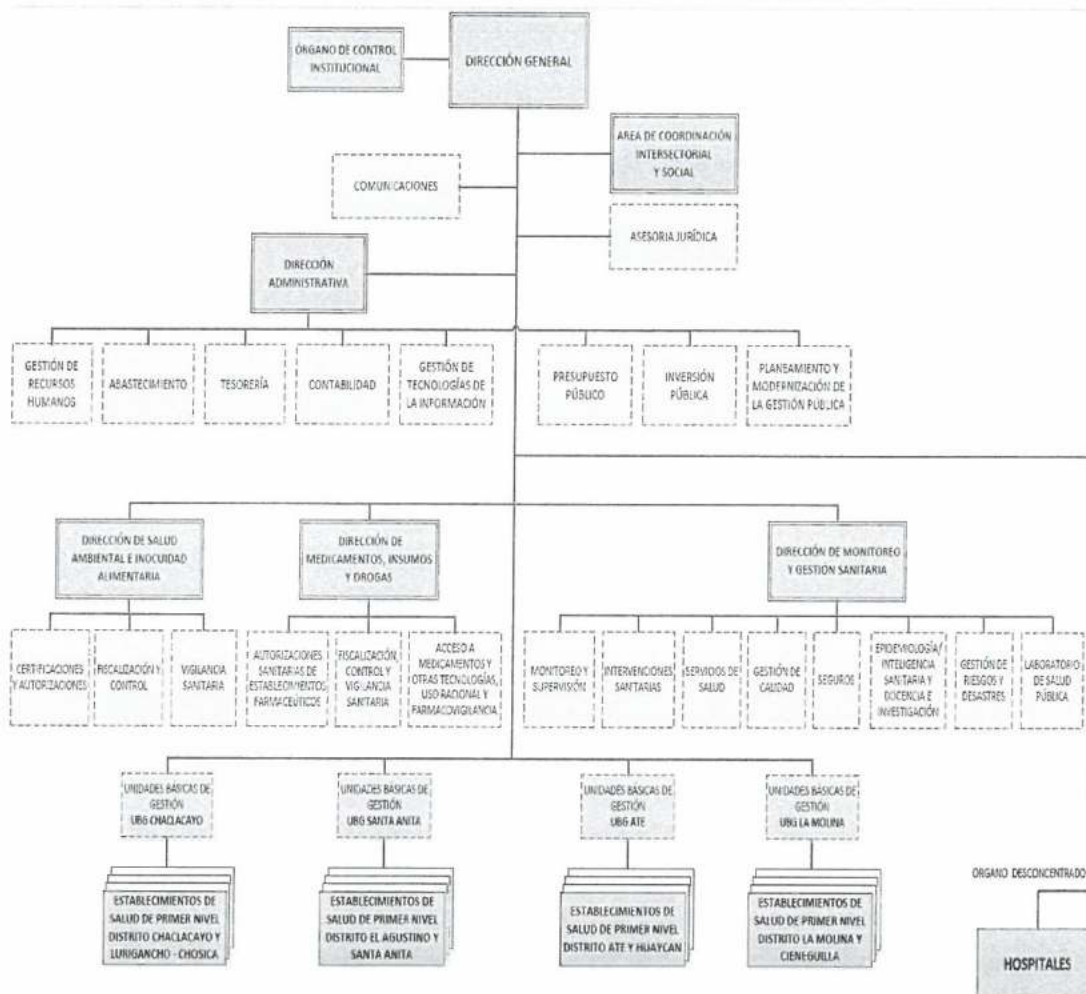 ÓRGANO DE CONTROL
INSTITUCIONAL
DIRECCIÓN GENERAL
AREA DE COORDINACIÓN
INTERSECTORIAL
Y SOCIAL
COMUNICACIONES
ASESORIA JURÍDICA
DIRECCIÓN
ADMINISTRATIVA
GESTIÓN DE
RECURSOS
HUMANOS
ABASTECIMIENTO
TESORERÍA
CONTABILIDAD
GESTIÓN DE
TECNOLOGÍAS DE
LA INFORMACIÓN
PRESUPUESTO
PÚBLICO
INVERSIÓN
PÚBLICA
PLANEAMIENTO Y
MODERNIZACIÓN DE
LA GESTIÓN PÚBLICA
DIRECCIÓN DE SALUD
AMBIENTAL E INOCUIDAD
ALIMENTARIA
DIRECCIÓN DE
MEDICAMENTOS, INSUMOS
Y DROGAS
DIRECCIÓN DE MONITOREO
Y GESTIÓN SANITARIA
CERTIFICACIONES
Y AUTORIZACIONES
FISCALIZACIÓN Y
CONTROL
VIGILANCIA
SANITARIA
AUTORIZACIONES
SANITARIAS DE
ESTABLECIMIENTOS
FARMACEÚTICOS
FISCALIZACIÓN,
CONTROL Y
VIGILANCIA
SANITARIA
ACCESO A
MEDICAMENTOS Y
OTRAS TECNOLOGÍAS,
USO RACIONAL Y
FARMACOVIGILANCIA
MONITOREO Y
SUPERVISIÓN
INTERVENCIONES
SANITARIAS
SERVICIOS DE
SALUD
GESTIÓN DE
CALIDAD
SEGUROS
EPIDEMIOLOGÍA/
INTELIGENCIA
SANITARIA Y
DOCENCIA E
INVESTIGACIÓN
GESTIÓN DE
RIESGOS Y
DESASTRES
LABORATORIO
DE SALUD
PÚBLICA
UNIDADES BÁSICAS DE
GESTIÓN
UBG CHACLACAYO
UNIDADES BÁSICAS DE
GESTIÓN
UBG SANTA ANITA
UNIDADES BÁSICAS DE
GESTIÓN
UBG ATE
UNIDADES BÁSICAS DE
GESTIÓN
UBG LA MOLINA
ESTABLECIMIENTOS DE
SALUD DE PRIMER NIVEL
DISTRITO CHACLACAYO Y
LURIGANCHO - CHOSICA
ESTABLECIMIENTOS DE
SALUD DE PRIMER NIVEL
DISTRITO EL AGUSTINO Y
SANTA ANITA
ESTABLECIMIENTOS DE
SALUD DE PRIMER NIVEL
DISTRITO ATE Y HUAYCAN
ESTABLECIMIENTOS DE
SALUD DE PRIMER NIVEL
DISTRITO LA MOLINA Y
CIENEGUILLA
ORGANO DESCONCENTRADO
HOSPITALES